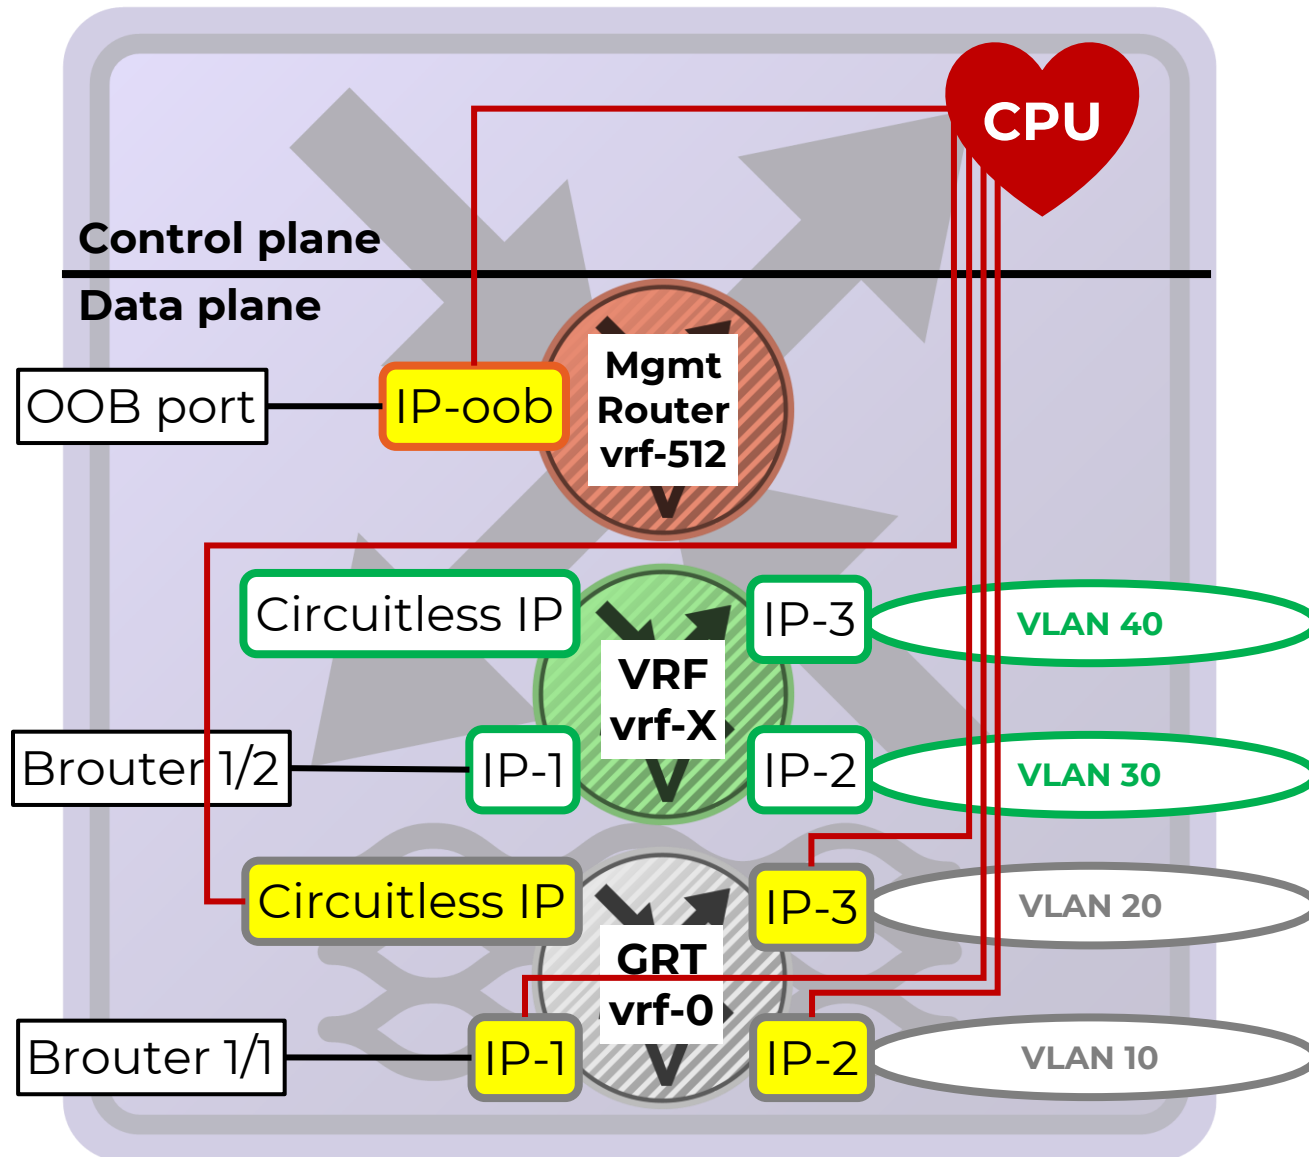 CPU
Control plane
Data plane
OOB port
IP-oob
Mgmt
Router
vrf-512
Circuitless IP
IP-3
VLAN 40
VRF
vrf-X
Brouter 1/2
IP-1
IP-2
VLAN 30
Circuitless IP
IP-3
VLAN 20
GRT
vrf-0
Brouter 1/1
IP-1
IP-2
VLAN 10